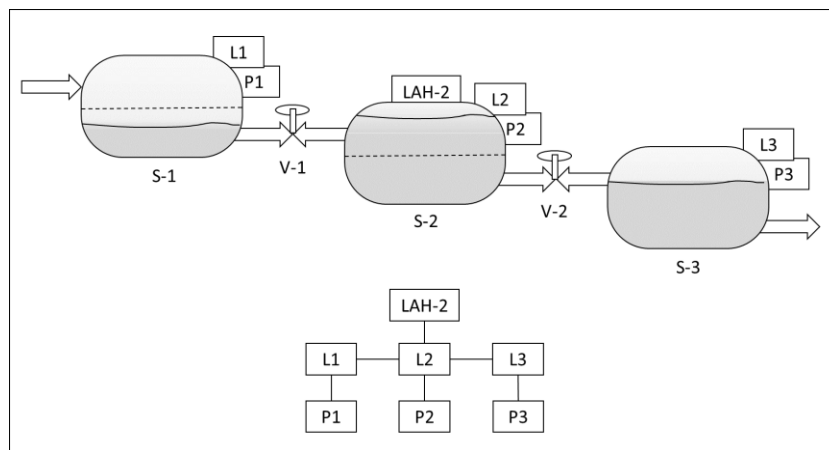 L1
P1
S-1
V-1
LAH-2
L2
P2
S-2
V-2
L3
P3
S-3
LAH-2
L1 L2 L3
P1 P2 P3